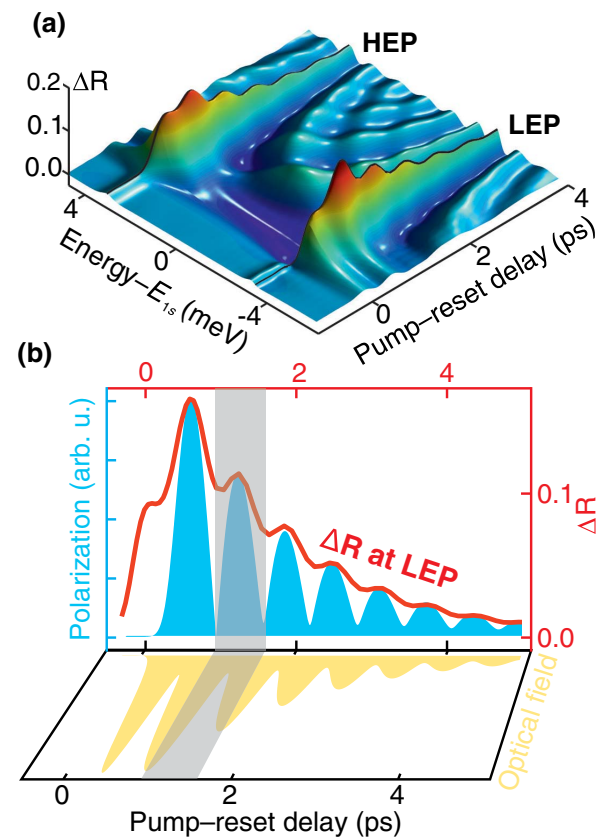 (a)
HEP
LEP
ΔR
0.2
0.1
0.0
4
0
-4
Energy–E1s (meV)
0
2
4
Pump–reset delay (ps)
(b)
0 2 4
Polarization (arb. u.)
ΔR at LEP
0.1
0.0
ΔR
Optical field
0 2 4
Pump–reset delay (ps)